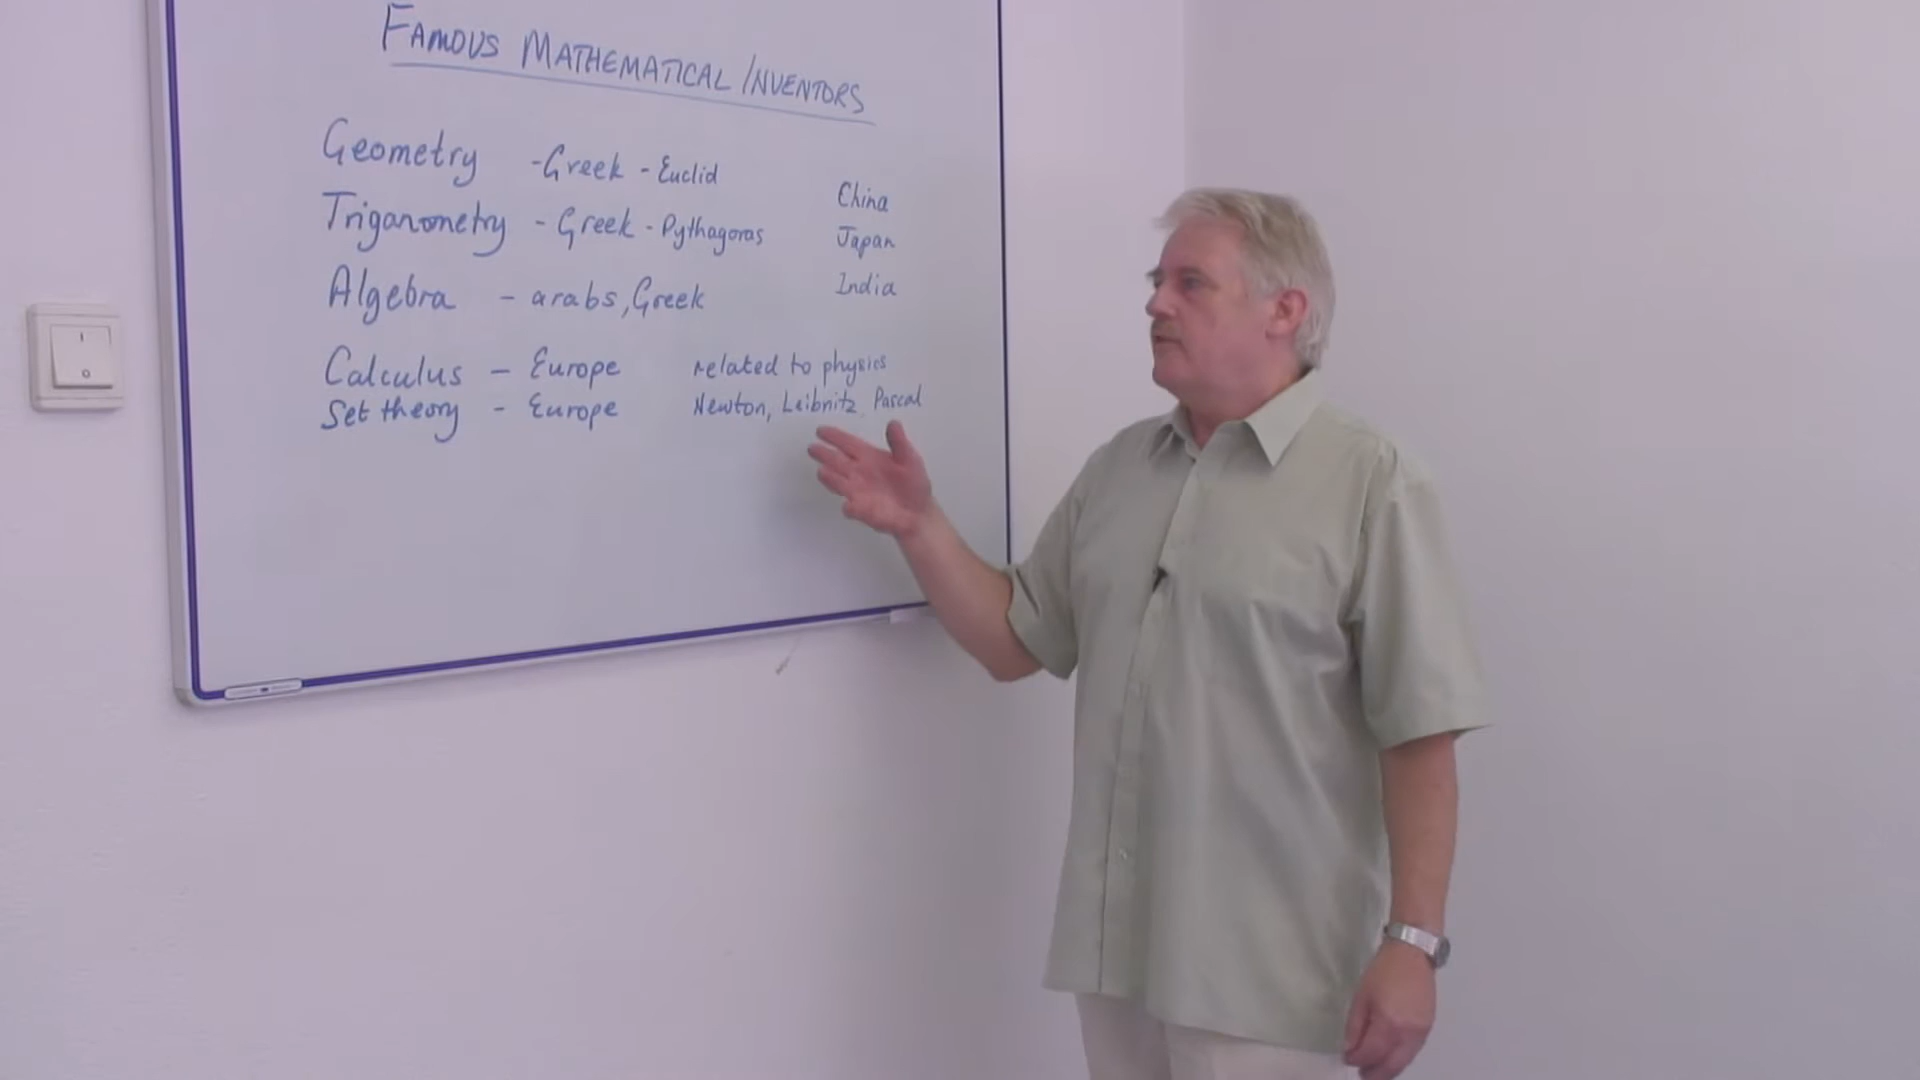 FAMOUS MATHEMATICAL INVENTORS
Geometry - Greek - Euclid
China
Triganometry - Greek - Pythagoras
Japan
Algebra - arabs, Greek
India
Calculus - Europe related to physics
Set theory - Europe Newton, Leibnitz, Pascal